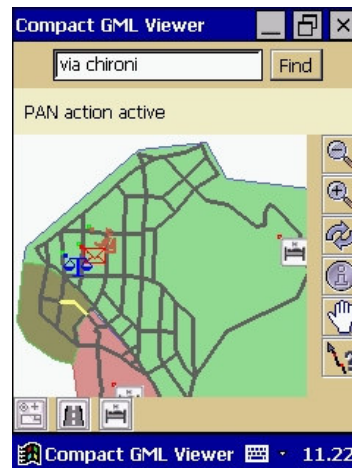 Compact GML Viewer
via chironi
Find
PAN action active
Compact GML Viewer
11.22